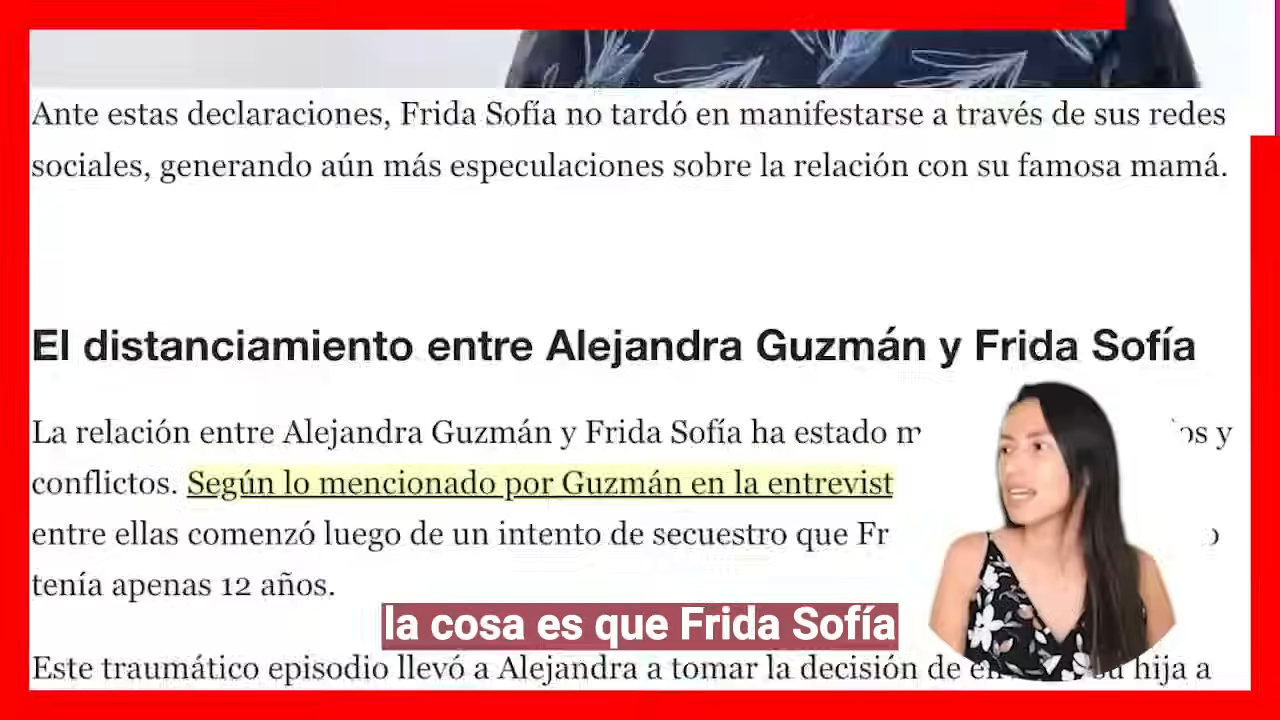 Ante estas declaraciones, Frida Sofía no tardó en manifestarse a través de sus redes
sociales, generando aún más especulaciones sobre la relación con su famosa mamá.
El distanciamiento entre Alejandra Guzmán y Frida Sofía
La relación entre Alejandra Guzmán y Frida Sofía ha estado y
conflictos. Según lo mencionado por Guzmán en la
entre ellas comenzó luego de un intento de secuestro que
tenía apenas 12 años.
la cosa es que Frida Sofía
Este traumático episodio llevó a Alejandra a tomar la decisión de hija a